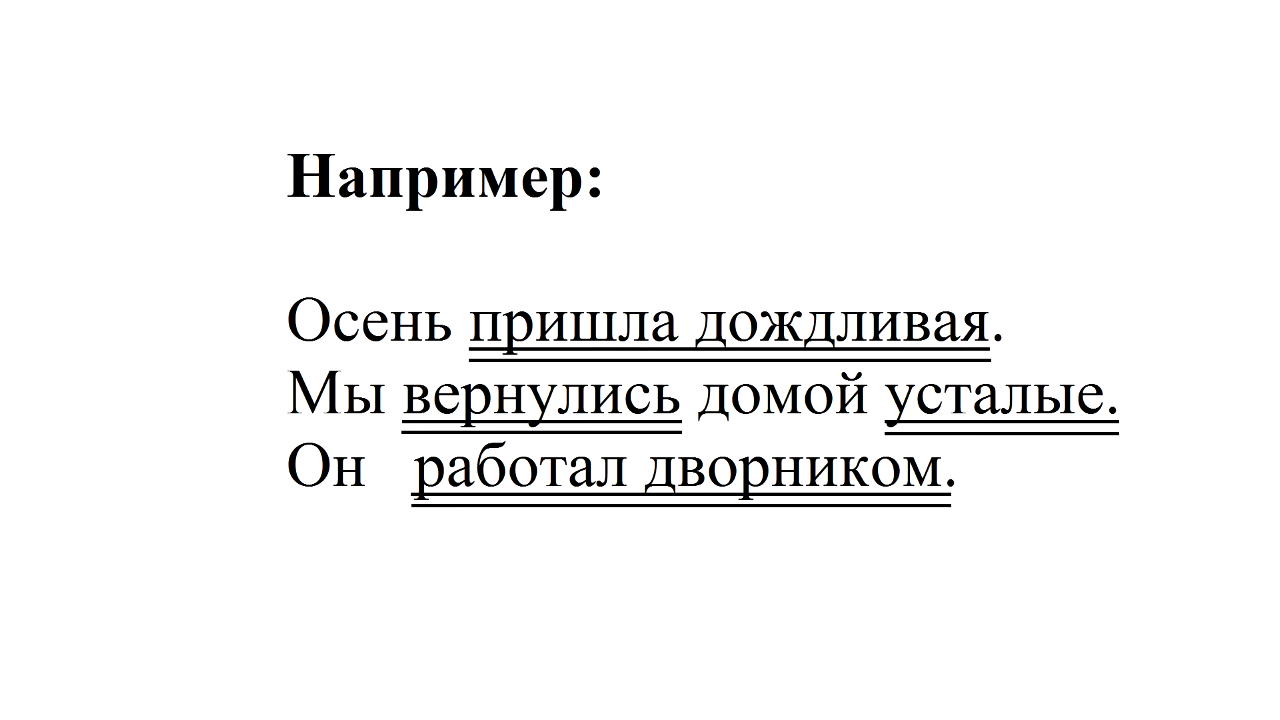 Например:
Осень пришла дождливая.
Мы вернулись домой усталые.
Он работал дворником.